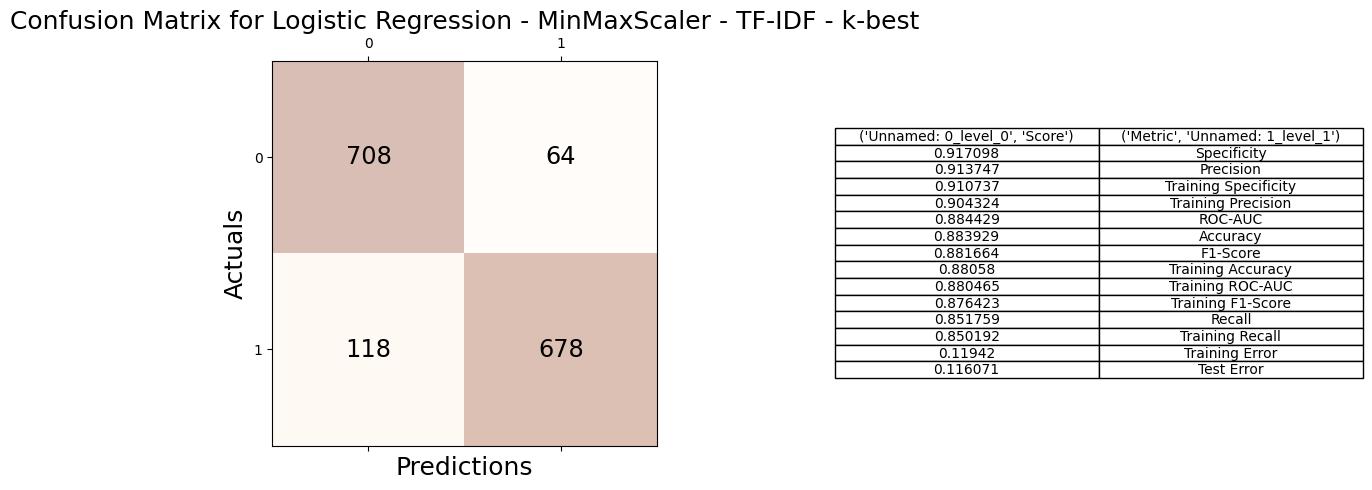 Confusion Matrix for Logistic Regression - MinMaxScaler - TF-IDF - k-best
0 1
0 708 64
1 118 678
Actuals
Predictions
('Unnamed: 0_level_0', 'Score') ('Metric', 'Unnamed: 1_level_1')
0.917098 Specificity
0.913747 Precision
0.910737 Training Specificity
0.904324 Training Precision
0.884429 ROC-AUC
0.883929 Accuracy
0.881664 F1-Score
0.88058 Training Accuracy
0.880465 Training ROC-AUC
0.876423 Training F1-Score
0.851759 Recall
0.850192 Training Recall
0.11942 Training Error
0.116071 Test Error